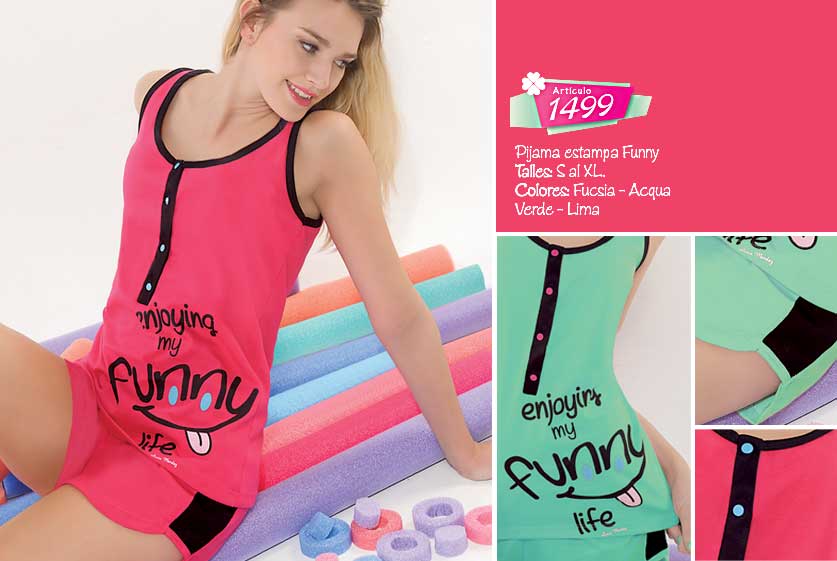 Artículo
1499
Pijama estampa Funny
Talles: S al XL.
Colores: Fucsia - Acqua
Verde - Lima
enjoying
my
funny
life
enjoying
my
funny
life
life